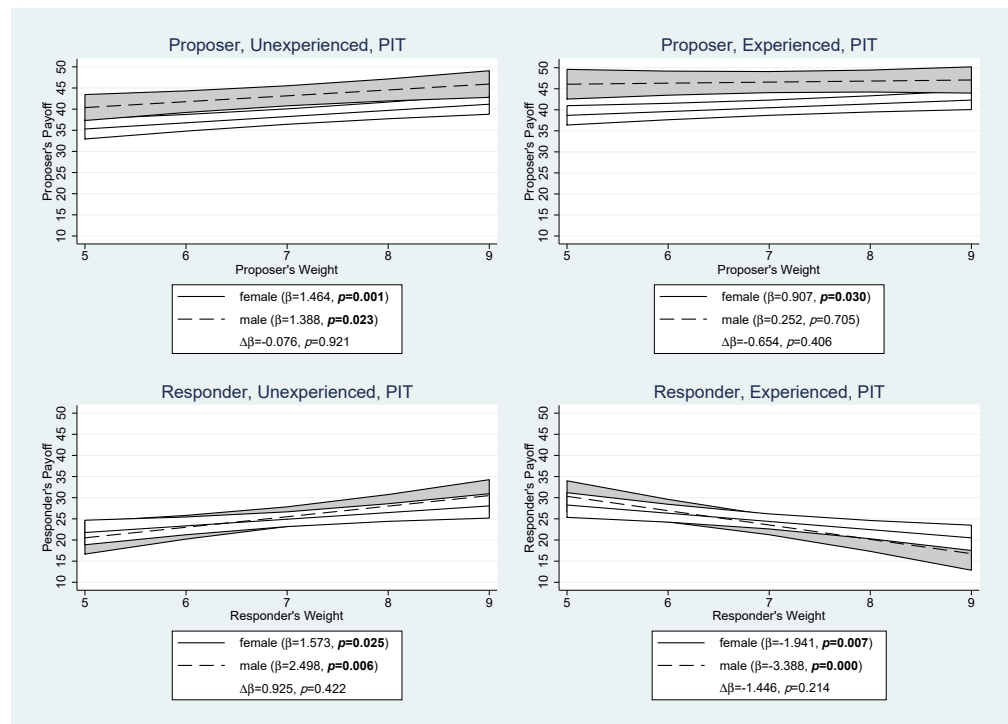 Proposer, Unexperienced, PIT
Proposer's Payoff
50
45
40
35
30
25
20
15
10
5 6 7 8 9
Proposer's Weight
female (β=1.464, p=0.001)
male (β=1.388, p=0.023)
Δβ=-0.076, p=0.921
Proposer, Experienced, PIT
Proposer's Payoff
50
45
40
35
30
25
20
15
10
5 6 7 8 9
Proposer's Weight
female (β=0.907, p=0.030)
male (β=0.252, p=0.705)
Δβ=-0.654, p=0.406
Responder, Unexperienced, PIT
Pesponder's Payoff
50
45
40
35
30
25
20
15
10
5 6 7 8 9
Responder's Weight
female (β=1.573, p=0.025)
male (β=2.498, p=0.006)
Δβ=0.925, p=0.422
Responder, Experienced, PIT
Responder's Payoff
50
45
40
35
30
25
20
15
10
5 6 7 8 9
Responder's Weight
female (β=-1.941, p=0.007)
male (β=-3.388, p=0.000)
Δβ=-1.446, p=0.214